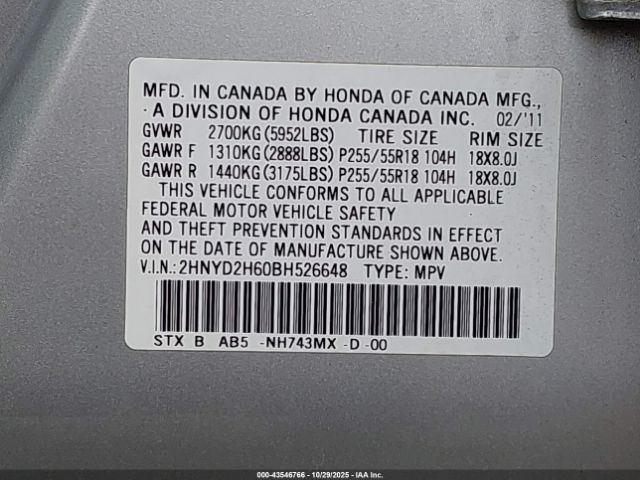 MFD. IN CANADA BY HONDA OF CANADA MFG.,
A DIVISION OF HONDA CANADA INC. 02/'11
GVWR 2700KG(5952LBS) TIRE SIZE RIM SIZE
GAWR F 1310KG(2888LBS) P255/55R18 104H 18X8.0J
GAWR R 1440KG(3175LBS) P255/55R18 104H 18X8.0J
THIS VEHICLE CONFORMS TO ALL APPLICABLE
FEDERAL MOTOR VEHICLE SAFETY
AND THEFT PREVENTION STANDARDS IN EFFECT
ON THE DATE OF MANUFACTURE SHOWN ABOVE.
V.I.N.:2HNYD2H60BH526648 TYPE: MPV
STX B AB5 -NH743MX -D -00
000-43546766 - 10/29/2025 - IAA Inc.